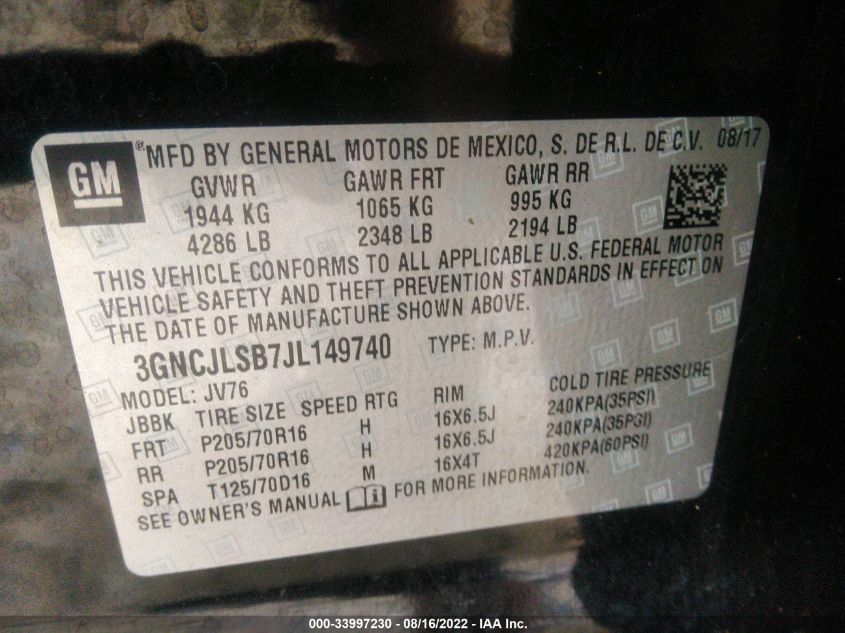 GM ® MFD BY GENERAL MOTORS DE MEXICO, S. DE R.L. DE C.V. 08/17
GVWR GAWR FRT GAWR RR
1944 KG 1065 KG 995 KG
4286 LB 2348 LB 2194 LB
THIS VEHICLE CONFORMS TO ALL APPLICABLE U.S. FEDERAL MOTOR
VEHICLE SAFETY AND THEFT PREVENTION STANDARDS IN EFFECT ON
THE DATE OF MANUFACTURE SHOWN ABOVE.
3GNCJLSB7JL149740 TYPE: M.P.V.
MODEL: JV76
JBBK TIRE SIZE SPEED RTG RIM COLD TIRE PRESSURE
FRT P205/70R16 H 16X6.5J 240KPA(35PSI)
RR P205/70R16 H 16X6.5J 240KPA(35PSI)
SPA T125/70D16 M 16X4T 420KPA(60PSI)
SEE OWNER'S MANUAL FOR MORE INFORMATION.
000-33997230 - 08/16/2022 - IAA Inc.